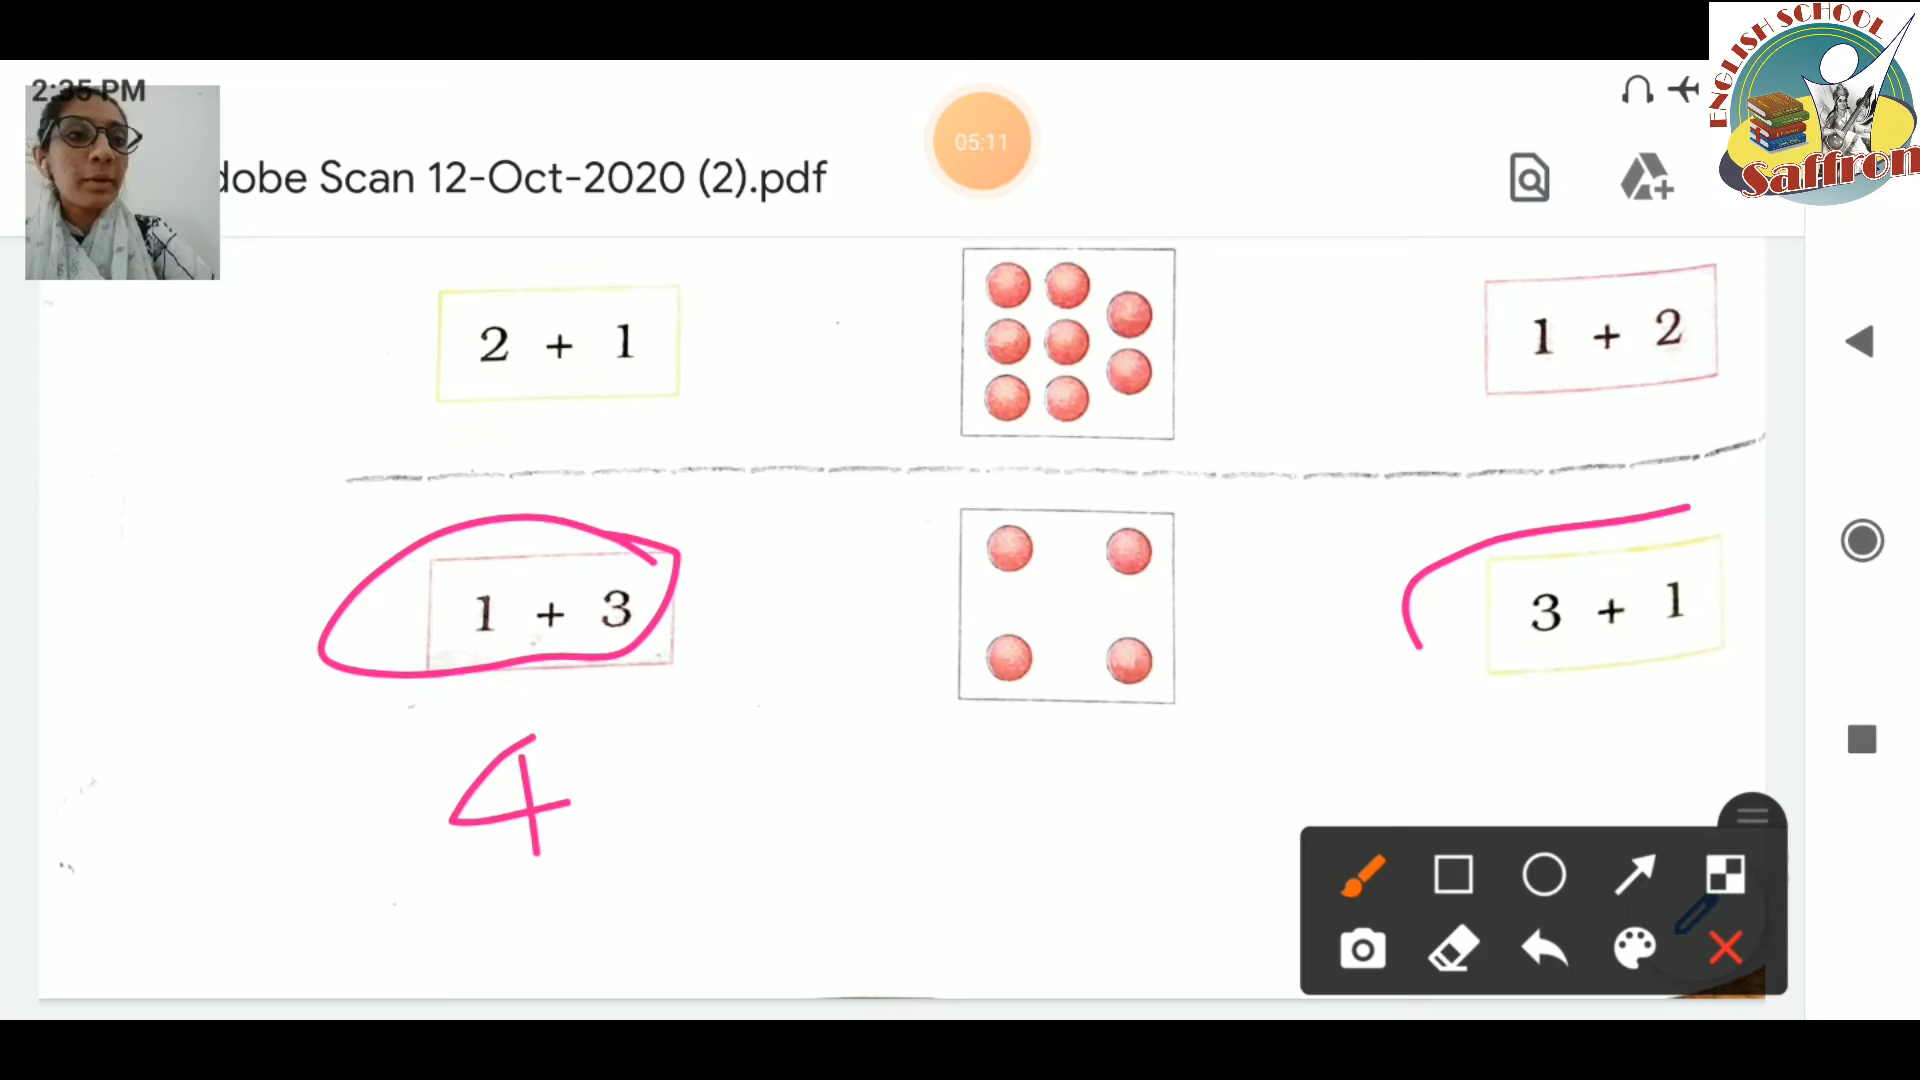 ENGLISH SCHOOL
Saffron
2:35 PM
05:11
dobe Scan 12-Oct-2020 (2).pdf
2 + 1
1 + 2
1 + 3
3 + 1
4